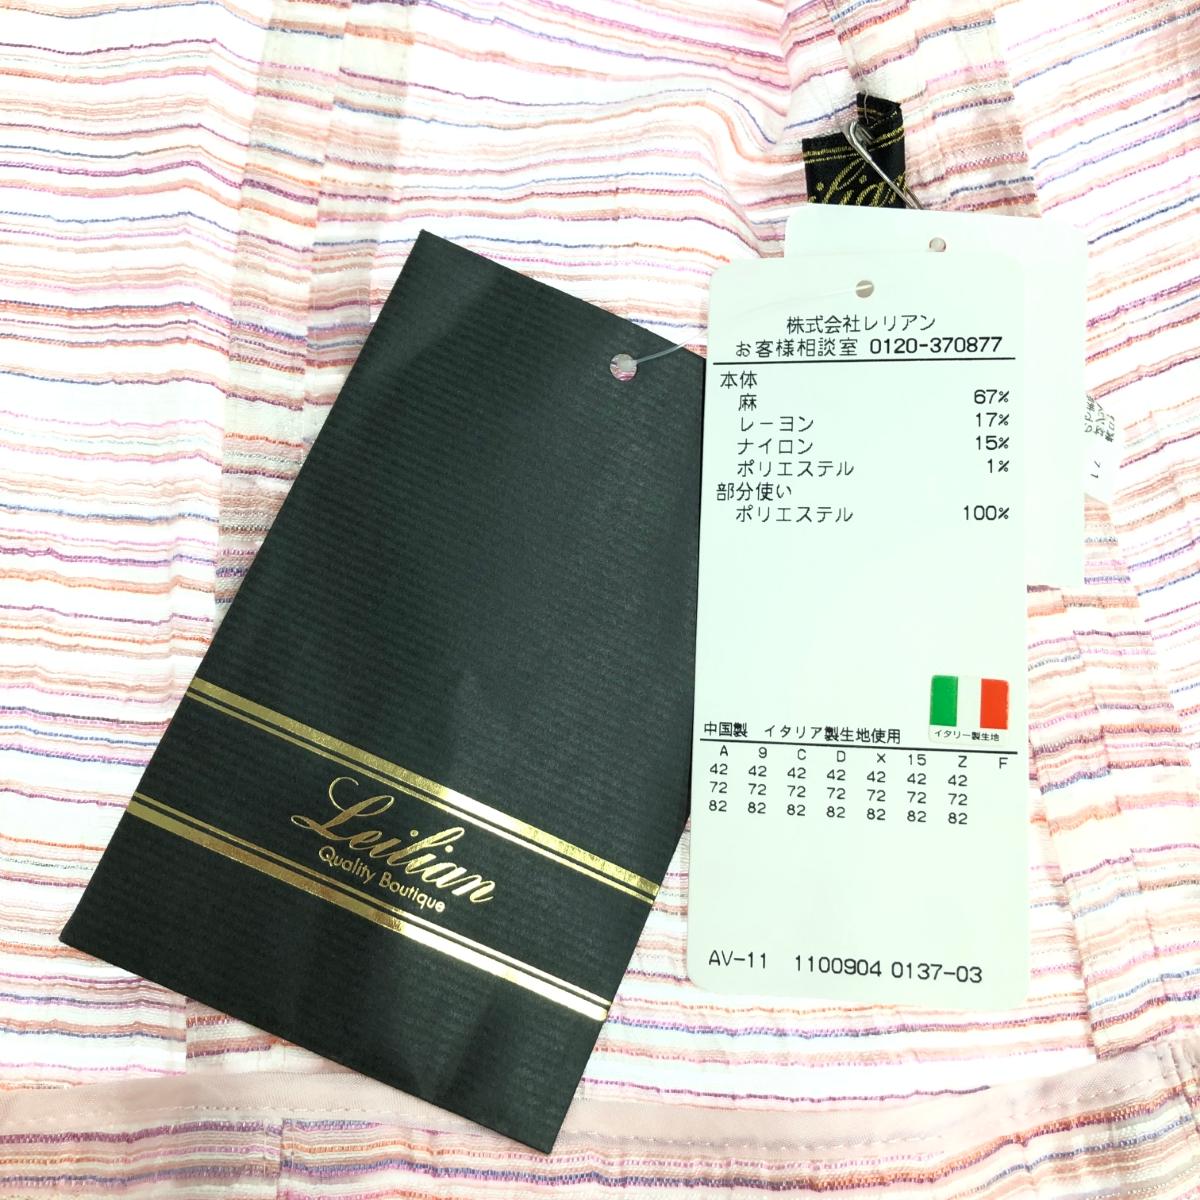 Leilian
Quality Boutique
株式会社レリアン
お客様相談室 0120-370877
本体
麻 67%
レーヨン 17%
ナイロン 15%
ポリエステル 1%
部分使い
ポリエステル 100%
イタリー製生地
中国製 イタリア製生地使用
A 9 C D X 15 Z F
42 42 42 42 42 42 42
72 72 72 72 72 72 72
82 82 82 82 82 82 82
AV-11 1100904 0137-03
71